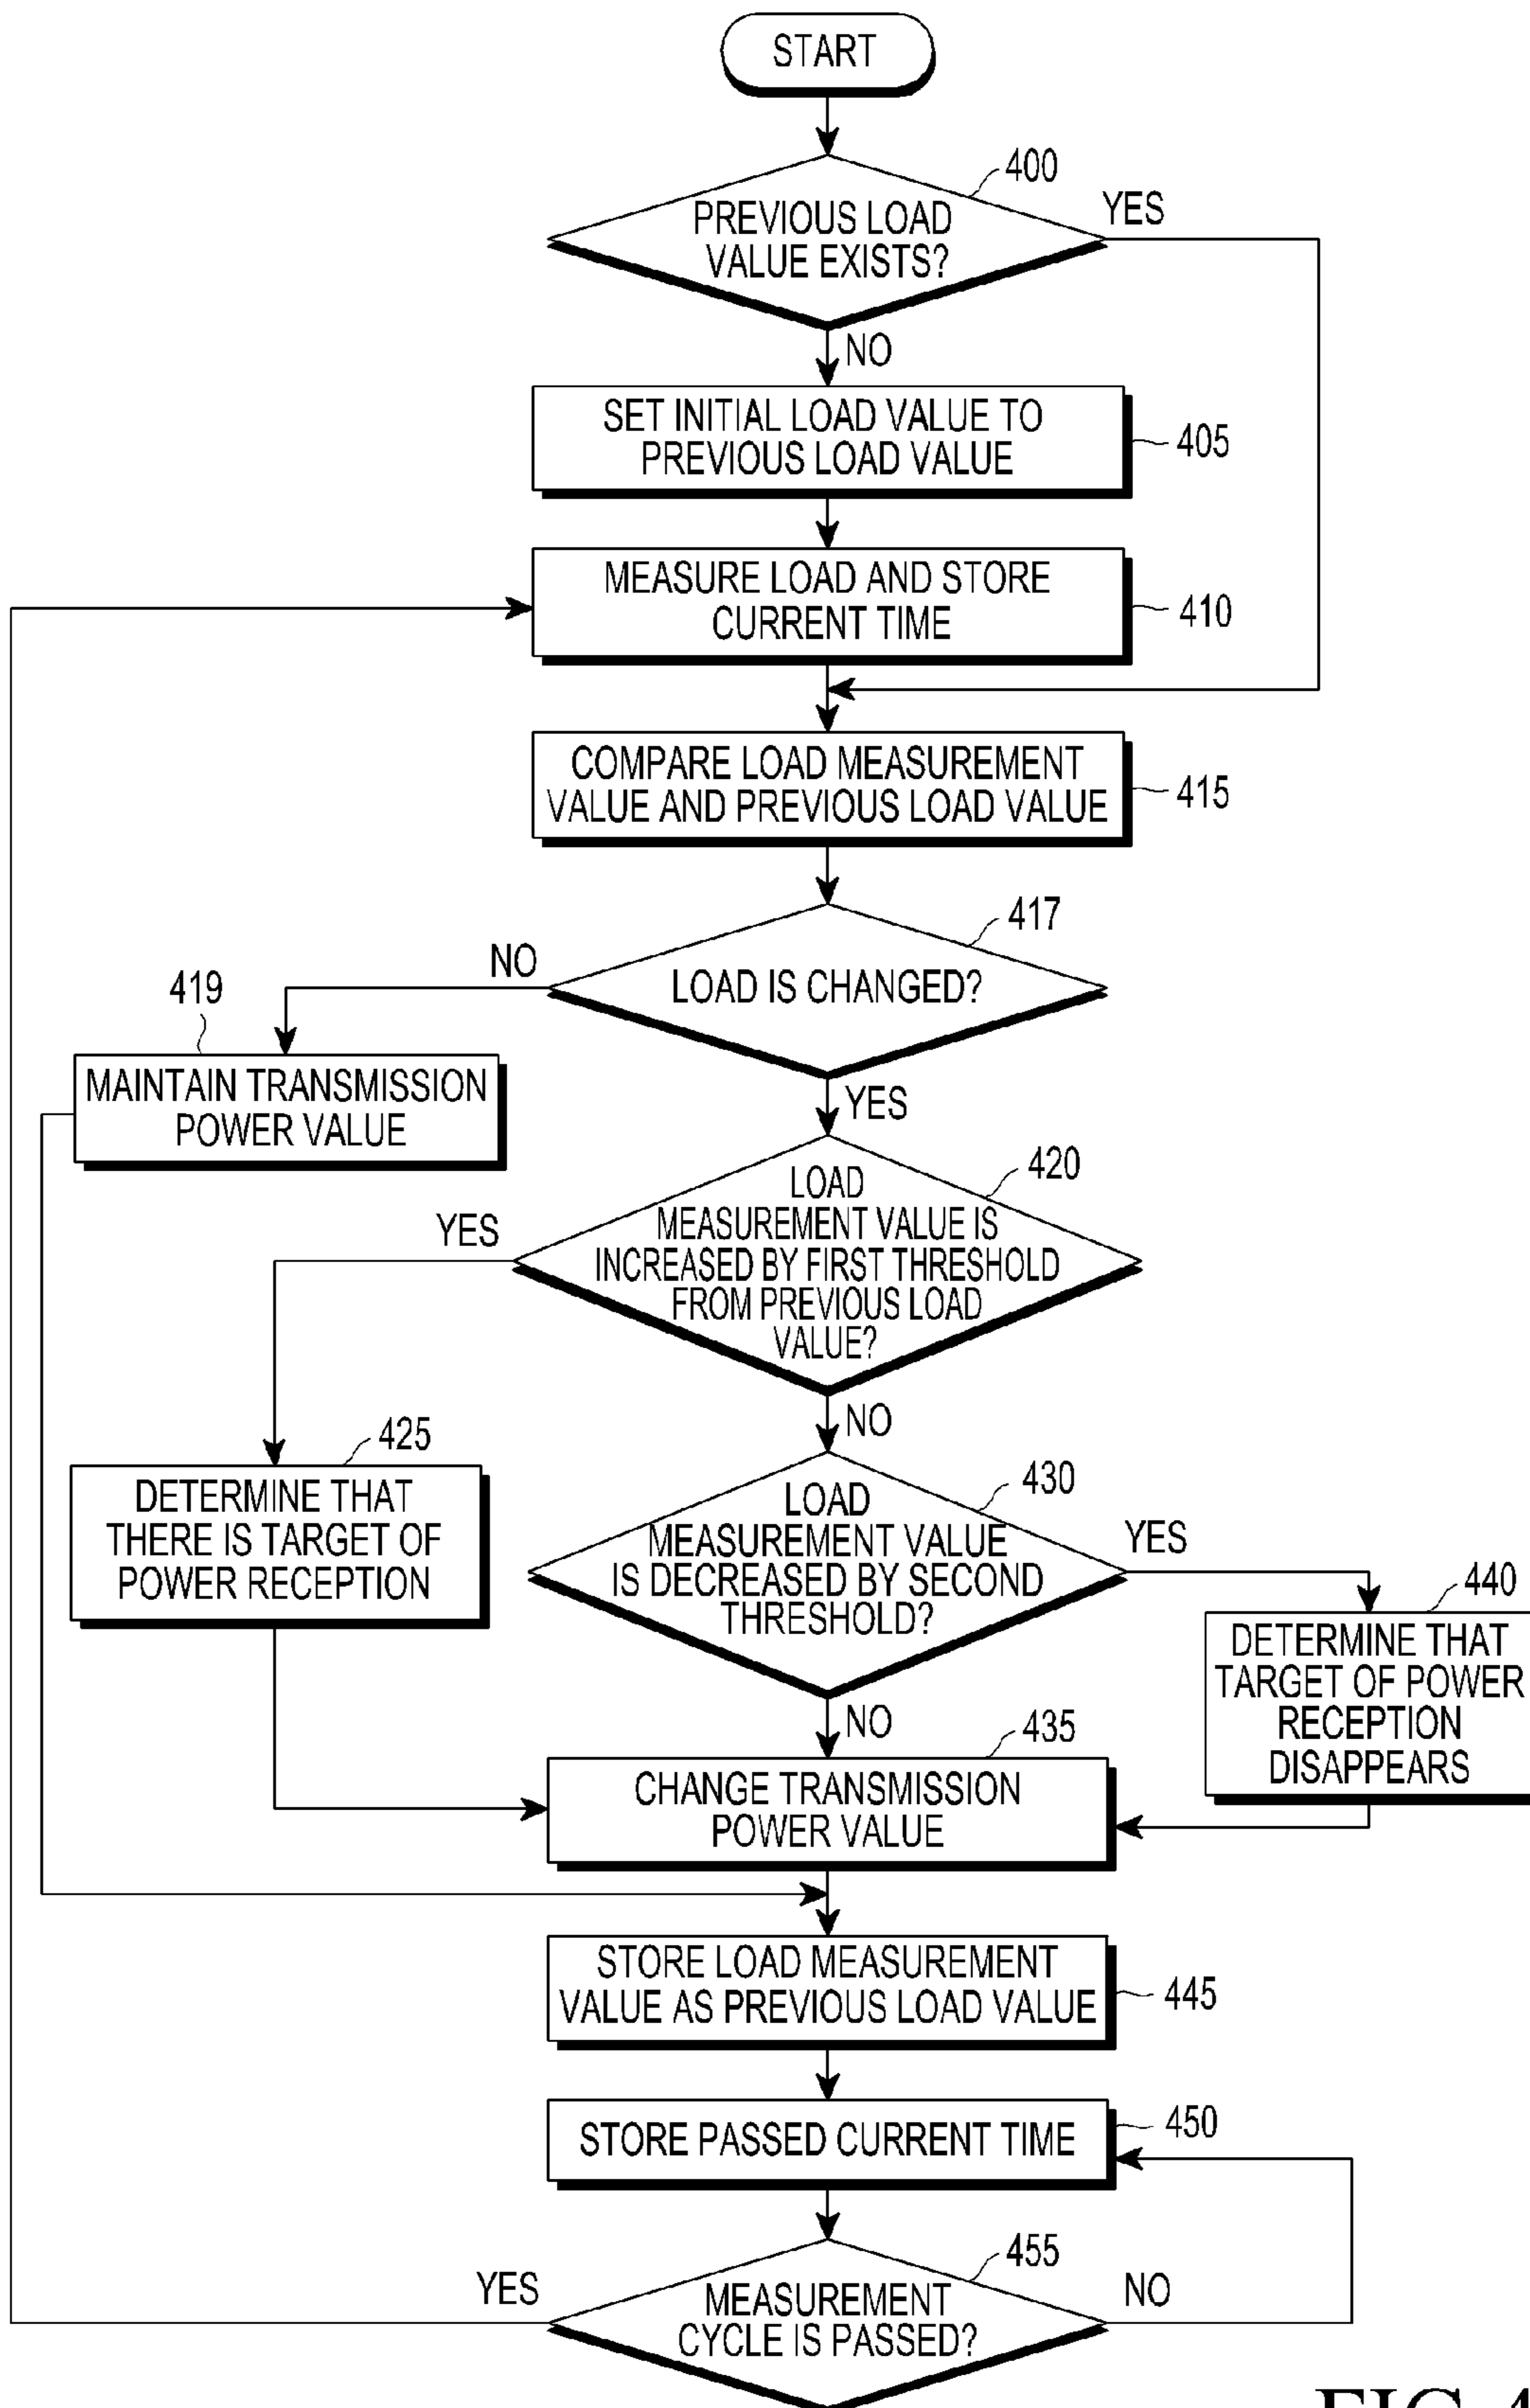 START
400
PREVIOUS LOAD
VALUE EXISTS?
YES
NO
SET INITIAL LOAD VALUE TO
PREVIOUS LOAD VALUE
405
MEASURE LOAD AND STORE
CURRENT TIME
410
COMPARE LOAD MEASUREMENT
VALUE AND PREVIOUS LOAD VALUE
415
417
NO
LOAD IS CHANGED?
419
MAINTAIN TRANSMISSION
POWER VALUE
YES
420
LOAD
MEASUREMENT VALUE IS
INCREASED BY FIRST THRESHOLD
FROM PREVIOUS LOAD
VALUE?
YES
NO
425
DETERMINE THAT
THERE IS TARGET OF
POWER RECEPTION
430
LOAD
MEASUREMENT VALUE
IS DECREASED BY SECOND
THRESHOLD?
YES
440
DETERMINE THAT
TARGET OF POWER
RECEPTION
DISAPPEARS
NO
435
CHANGE TRANSMISSION
POWER VALUE
STORE LOAD MEASUREMENT
VALUE AS PREVIOUS LOAD VALUE
445
STORE PASSED CURRENT TIME
450
455
YES
MEASUREMENT
CYCLE IS PASSED?
NO
FIG.4